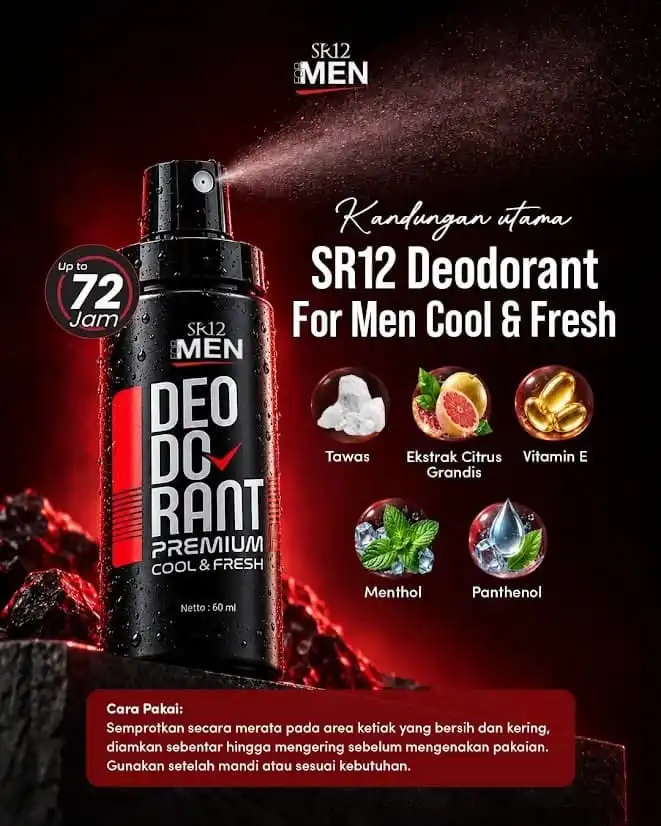 SR12
FOR MEN
Kandungan utama
SR12 Deodorant
For Men Cool & Fresh
Up to
72
Jam
SR12
FOR MEN
DEO
DO
RANT
PREMIUM
COOL & FRESH
Netto : 60 ml
Tawas
Ekstrak Citrus
Grandis
Vitamin E
Menthol
Panthenol
Cara Pakai:
Semprotkan secara merata pada area ketiak yang bersih dan kering,
diamkan sebentar hingga mengering sebelum mengenakan pakaian.
Gunakan setelah mandi atau sesuai kebutuhan.